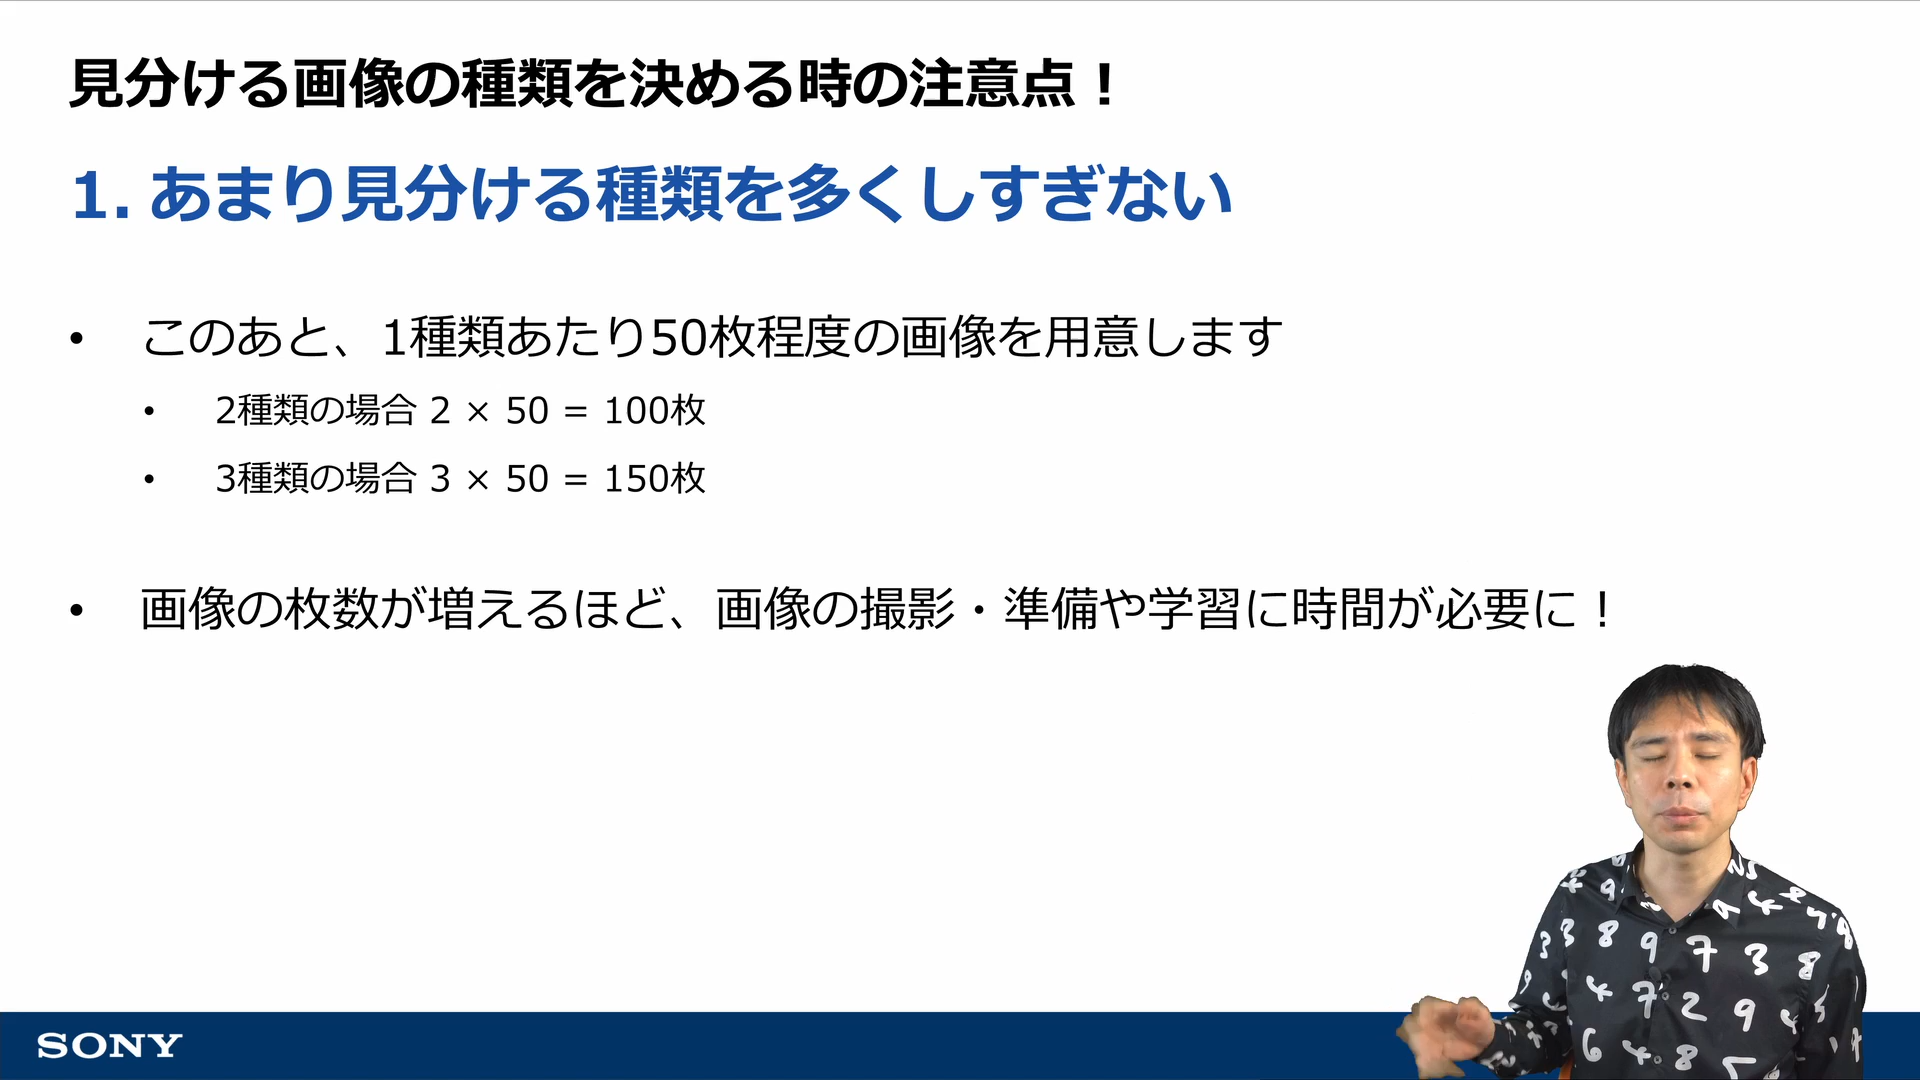 見分ける画像の種類を決める時の注意点！
1. あまり見分ける種類を多くしすぎない
• このあと、1種類あたり50枚程度の画像を用意します
• 2種類の場合 2 × 50 = 100枚
• 3種類の場合 3 × 50 = 150枚
• 画像の枚数が増えるほど、画像の撮影・準備や学習に時間が必要に！
SONY